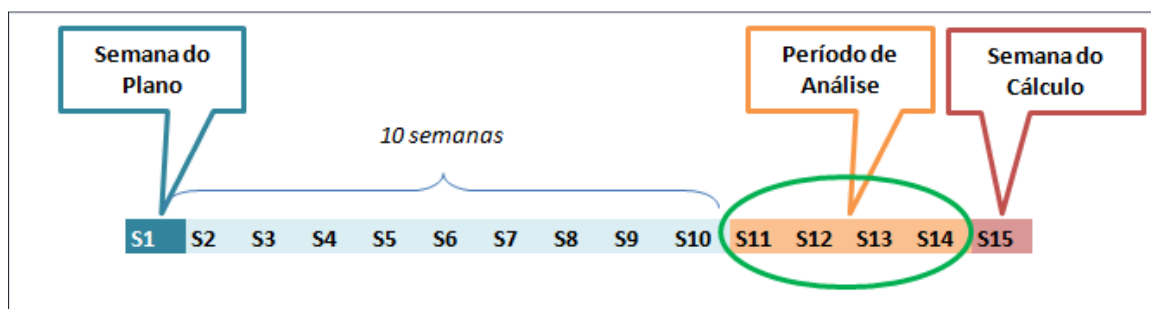 Semana do
Plano
Período de
Análise
Semana do
Cálculo
10 semanas
S1 S2 S3 S4 S5 S6 S7 S8 S9 S10 S11 S12 S13 S14 S15